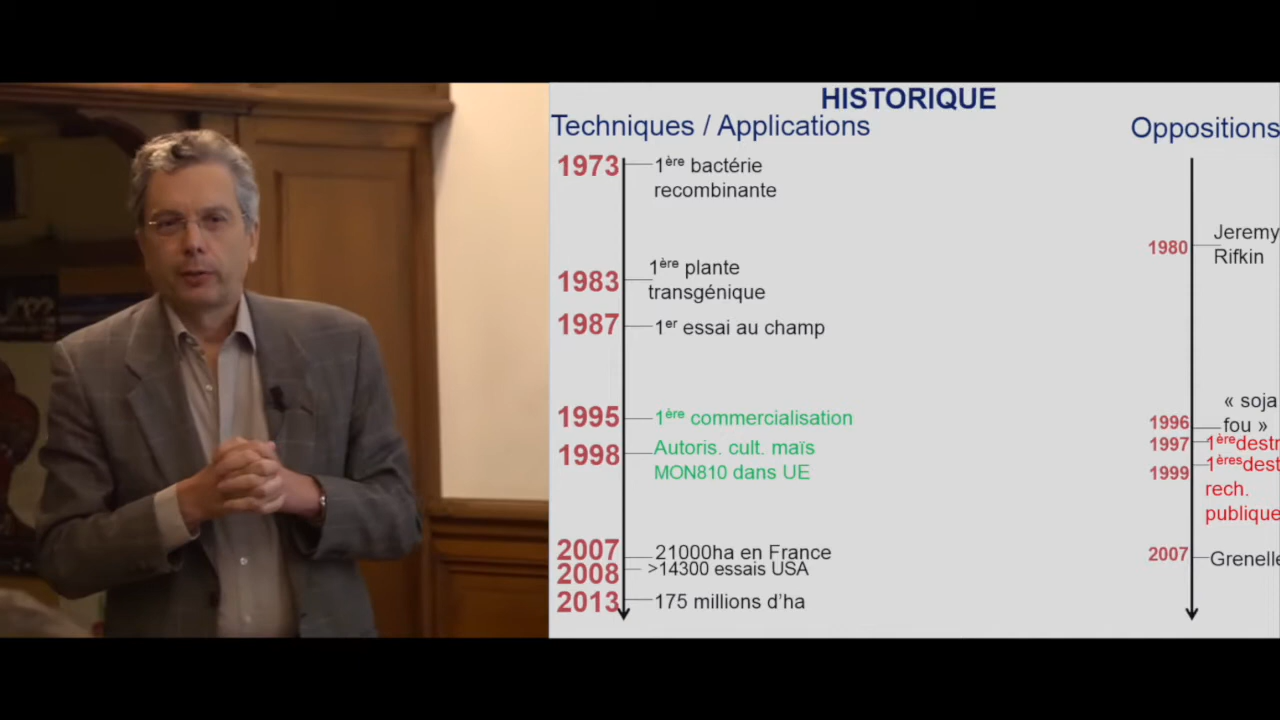 HISTORIQUE
Techniques / Applications
1973
1ère bactérie
recombinante
1983
1ère plante
transgénique
1987
1er essai au champ
1995
1ère commercialisation
1998
Autoris. cult. maïs
MON810 dans UE
2007
21000ha en France
2008
>14300 essais USA
2013
175 millions d’ha
Oppositions
1980
Jeremy
Rifkin
1996
« soja
fou »
1997
1ère destr
1999
1ères dest
rech.
publique
2007
Grenelle